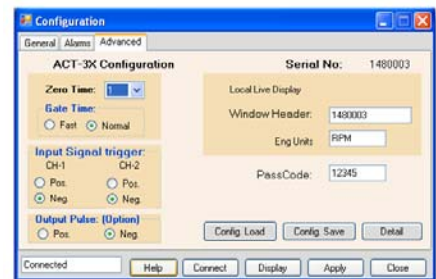 Configuration
General Alarms Advanced
ACT-3X Configuration
Serial No: 1480003
Zero Time: 1
Gate Time:
Fast Normal
Input Signal trigger:
CH-1 CH-2
Pos. Pos.
Neg Neg.
Output Pulse: (Option)
Pos. Neg.
Local Live Display
Window Header: 1480003
Eng Units RPM
PassCode: 12345
Config. Load Config. Save Detail
Connected Help Connect Display Apply Close